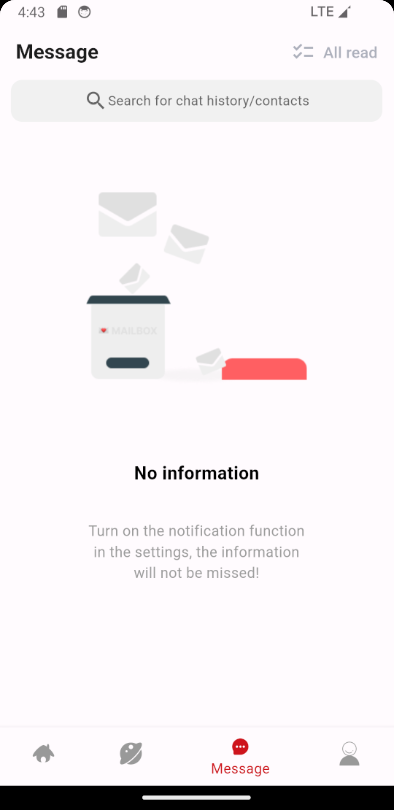 4:43
LTE
Message
All read
Search for chat history/contacts
MAILBOX
No information
Turn on the notification function
in the settings, the information
will not be missed!
Message